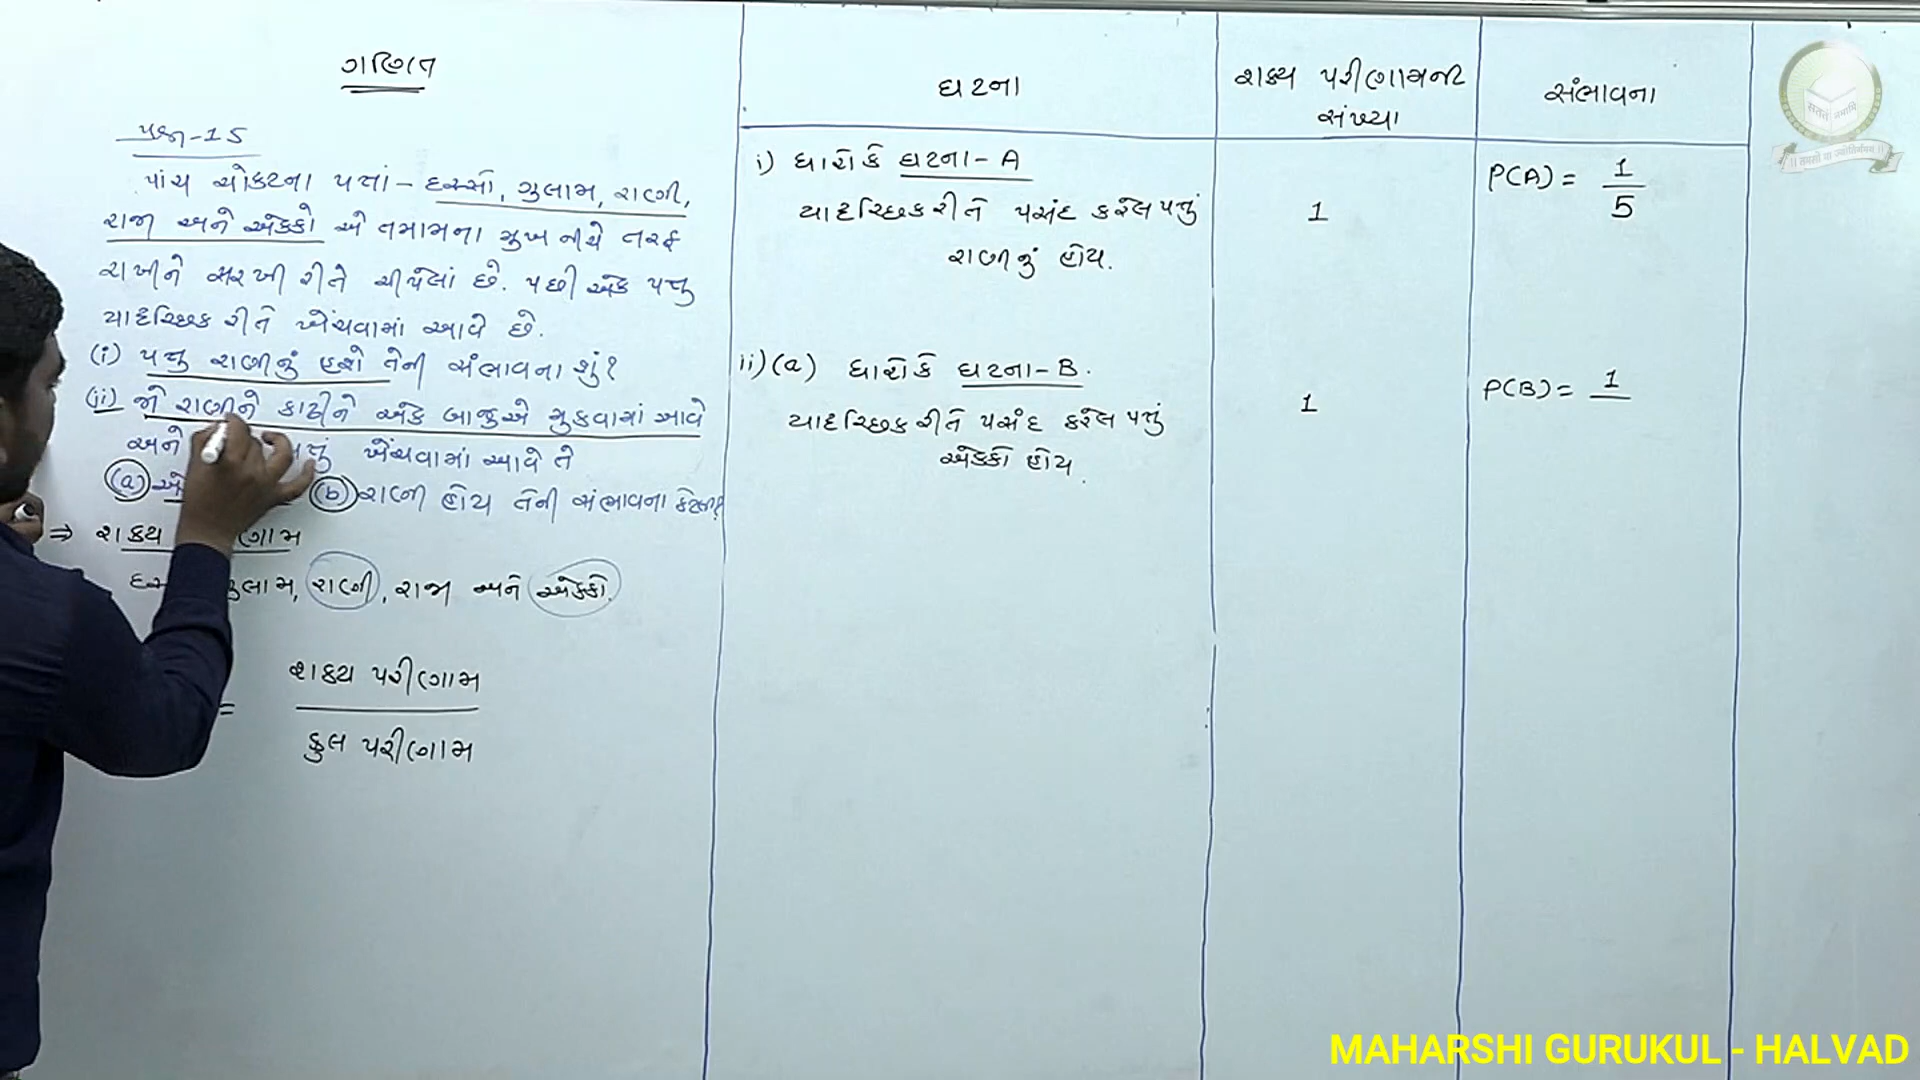 ગણિત
પ્રશ્ન-15
પાંચ ચોકટના પત્તાં - દસ્સો, ગુલામ, રાણી,
રાજા અને એક્કો એ તમામના મુખ નીચે તરફ
રાખીને સરખી રીતે ચીપેલાં છે. પછી એક પત્તુ
યાદચ્છિક રીતે ખેંચવામાં આવે છે.
(i) પત્તુ રાણીનું હશે તેની સંભાવના શું?
(ii) જો રાણીને કાઢીને એક બાજુએ મુકવામાં આવે
અને ખેંચવામાં આવે તે
(a) (b) રાણી હોય તેની સંભાવના કેટલી?
⇒ શક્ય
રાણી, રાજા અને એક્કો.
= શક્ય પરીણામ
કુલ પરીણામ
ઘટના
શક્ય પરીણામની
સંખ્યા
સંભાવના
i) ધારોકે ઘટના - A
યાદચ્છિક રીતે પસંદ કરેલ પત્તું
રાણીનું હોય.
1
P(A) = 1/5
ii) (a) ધારોકે ઘટના - B.
યાદચ્છિક રીતે પસંદ કરેલ પત્તું
એક્કો હોય.
1
P(B) = 1
MAHARSHI GURUKUL - HALVAD